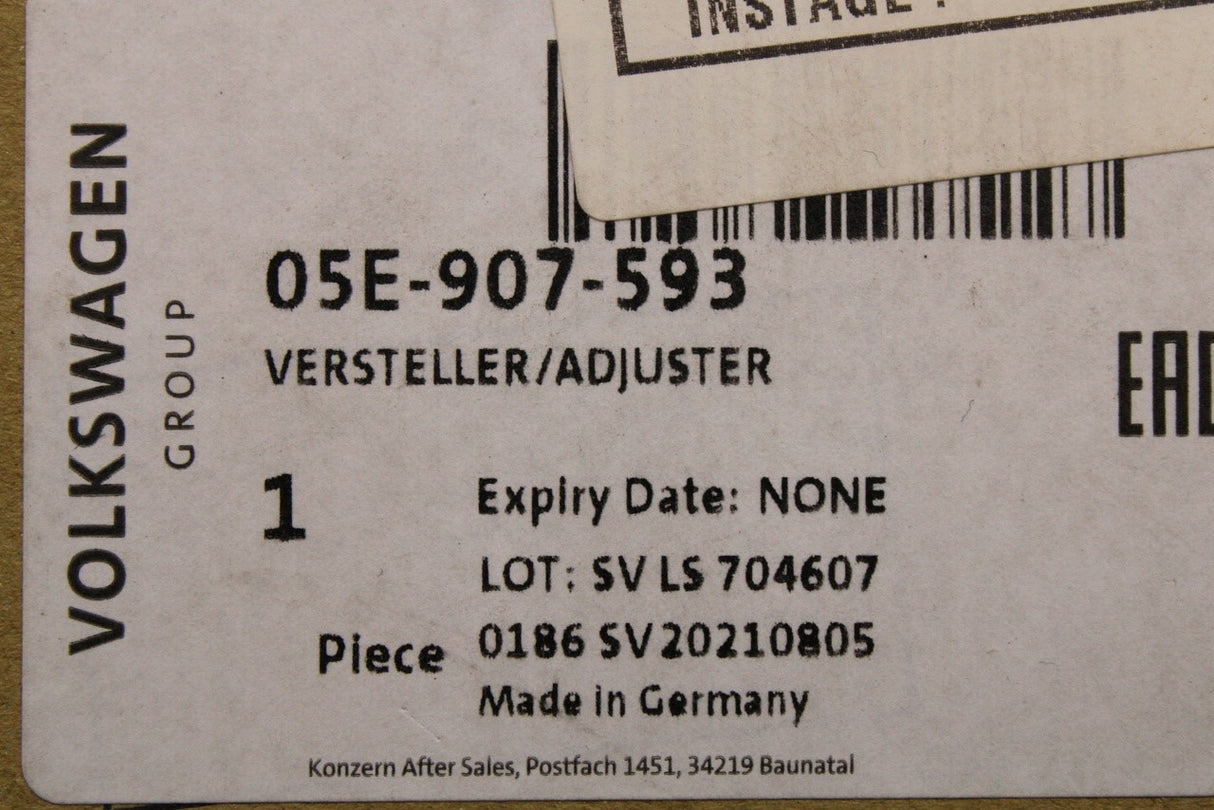 VOLKSWAGEN
GROUP
05E-907-593
VERSTELLER/ADJUSTER
1
Piece
Expiry Date: NONE
LOT: SV LS 704607
0186 SV20210805
Made in Germany
Konzern After Sales, Postfach 1451, 34219 Baunatal